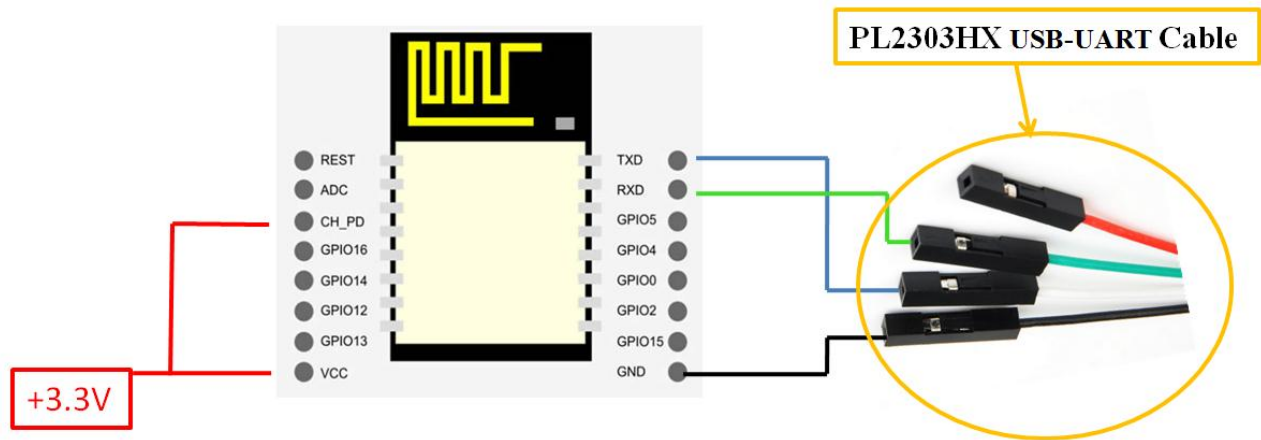 PL2303HX USB-UART Cable
REST
ADC
CH_PD
GPIO16
GPIO14
GPIO12
GPIO13
VCC
TXD
RXD
GPIO5
GPIO4
GPIO0
GPIO2
GPIO15
GND
+3.3V